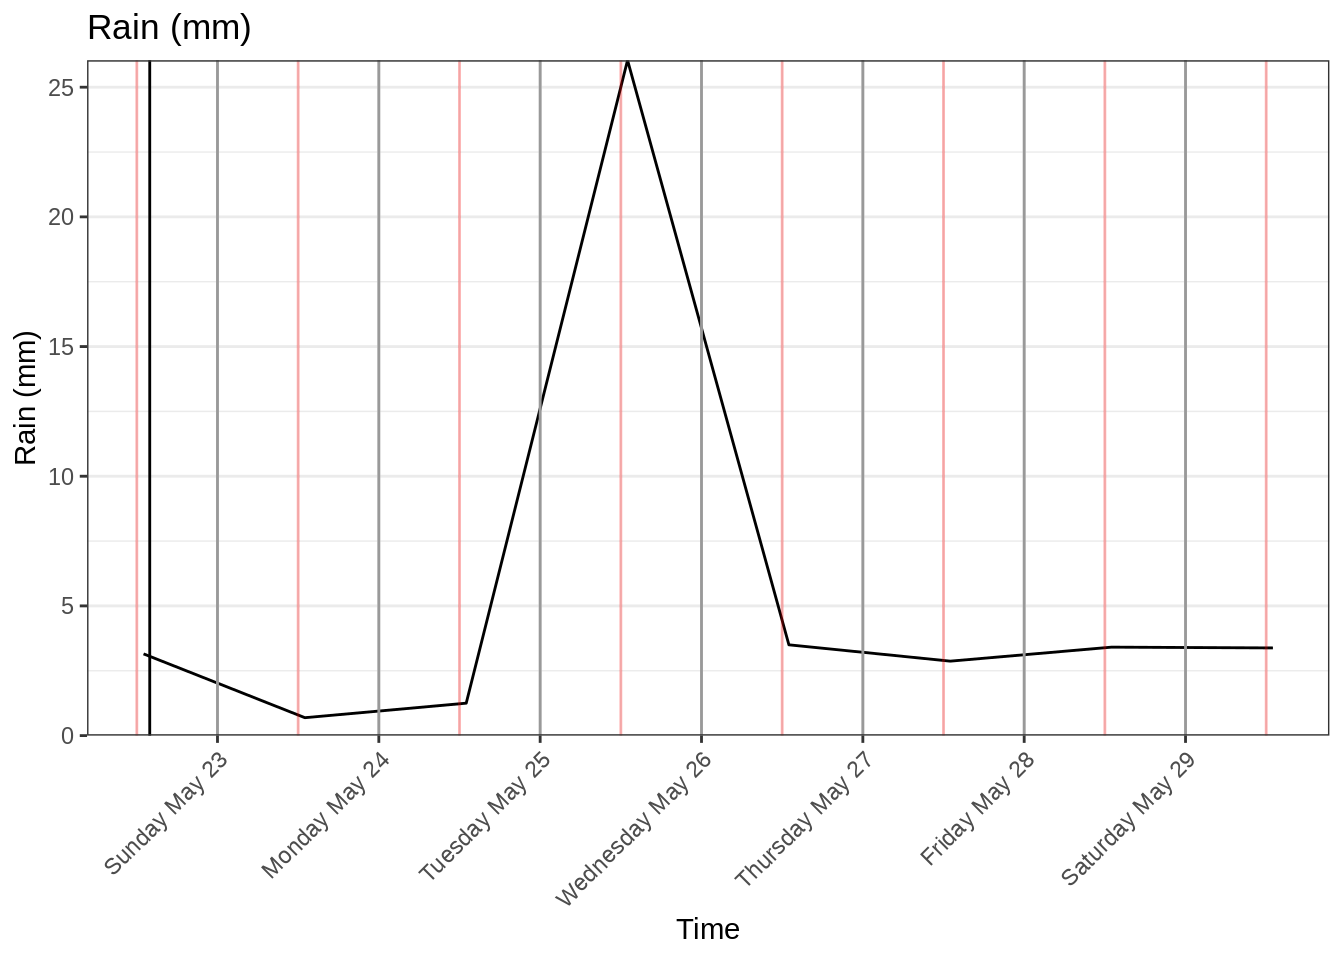 Rain (mm)
Rain (mm)
25
20
15
10
5
0
Sunday May 23
Monday May 24
Tuesday May 25
Wednesday May 26
Thursday May 27
Friday May 28
Saturday May 29
Time